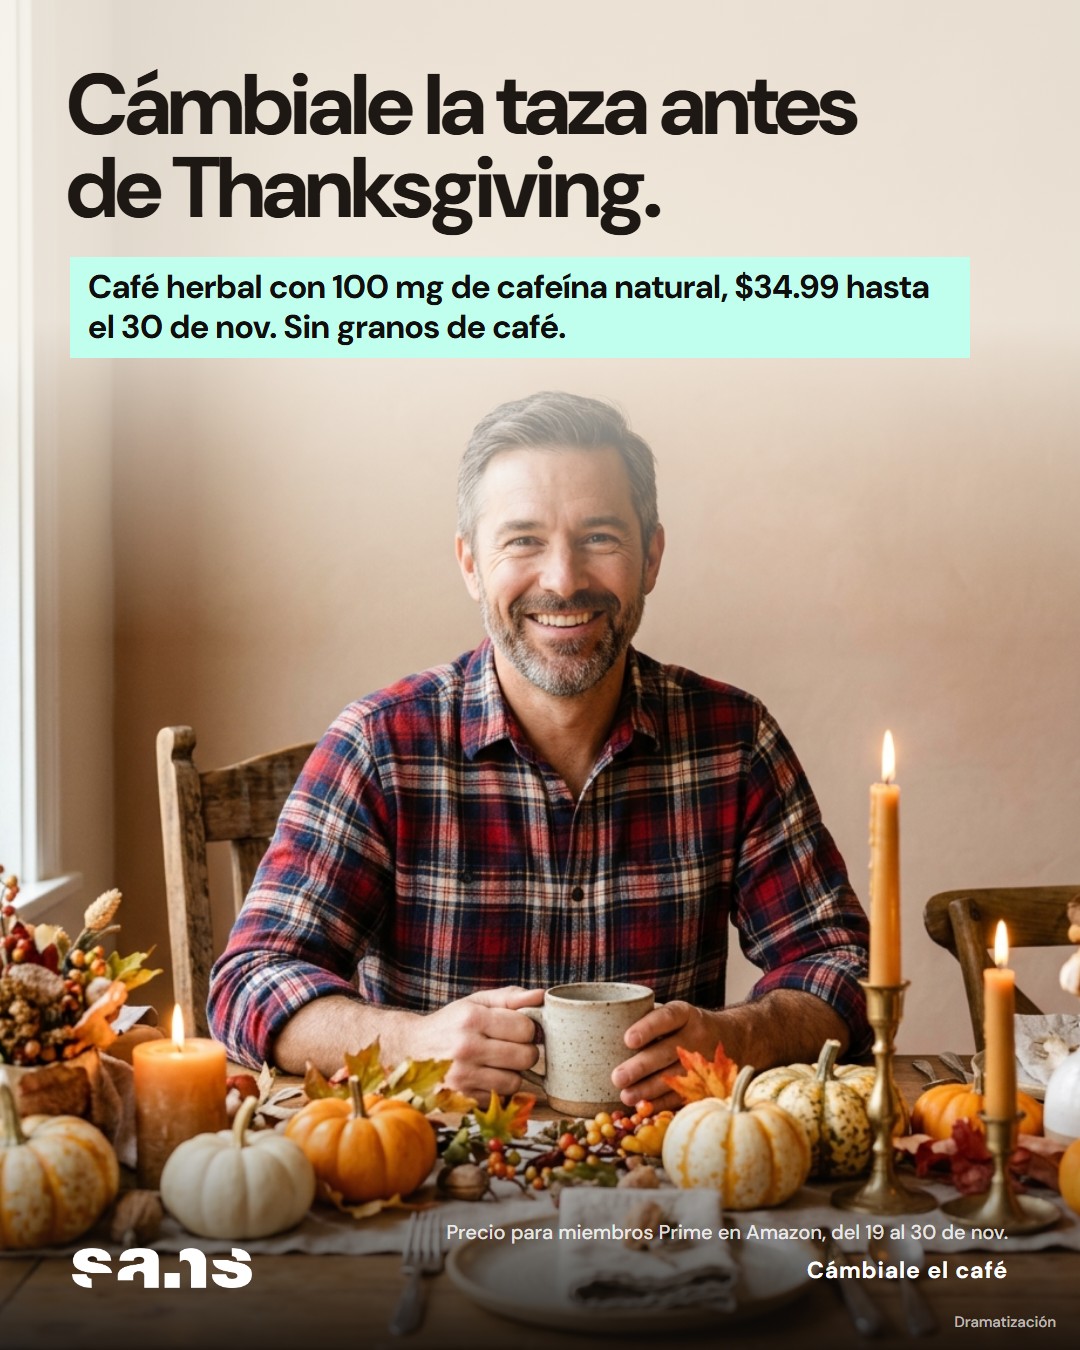 Cámbiale la taza antes
de Thanksgiving.
Café herbal con 100 mg de cafeína natural, $34.99 hasta
el 30 de nov. Sin granos de café.
Precio para miembros Prime en Amazon, del 19 al 30 de nov.
sans
Cámbiale el café
Dramatización